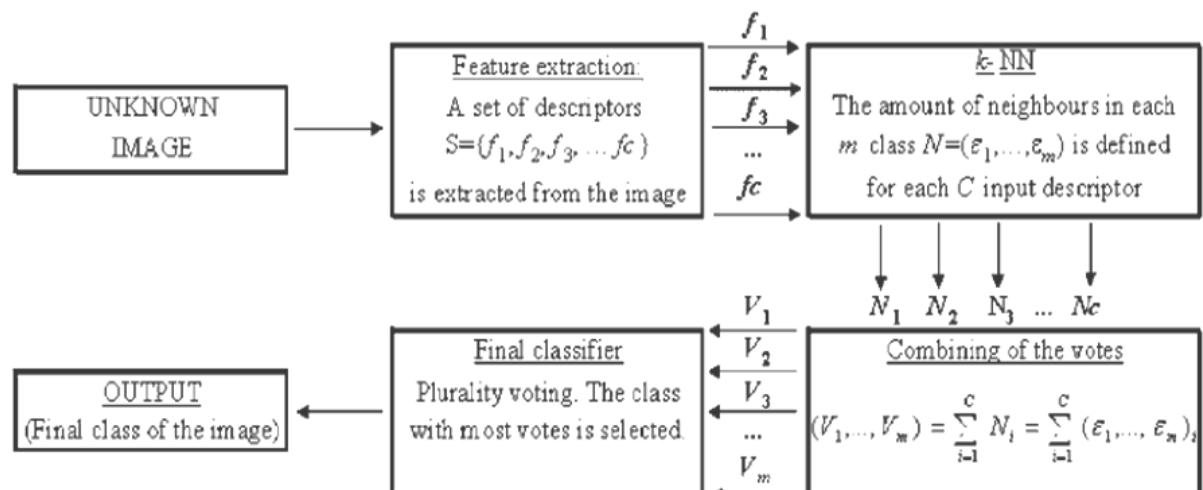 UNKNOWN
IMAGE
Feature extraction:
A set of descriptors
S={f₁,f₂,f₃, ... fc}
is extracted from the image
f₁
f₂
f₃
...
fc
k-NN
The amount of neighbours in each
m class N=(ε₁,...,εₘ) is defined
for each C input descriptor
N₁ N₂ N₃ ... Nc
Combining of the votes
(V₁,..., Vₘ) = C ∑ i=1 Nᵢ = C ∑ i=1 (ε₁,..., εₘ)ᵢ
V₁
V₂
V₃
...
Vₘ
Final classifier
Plurality voting. The class
with most votes is selected.
OUTPUT
(Final class of the image)